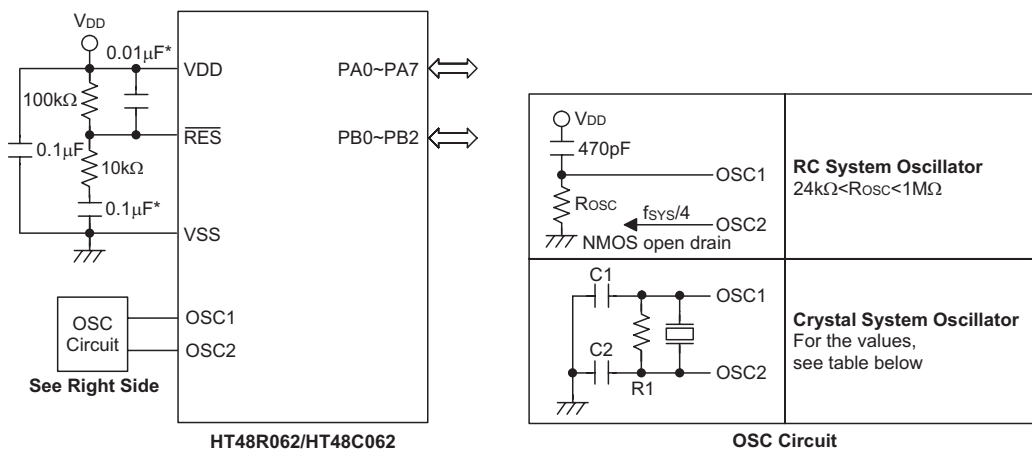 VDD
0.01μF*
VDD
PA0~PA7
100kΩ
RES
PB0~PB2
0.1μF
10kΩ
0.1μF*
VSS
OSC
Circuit
OSC1
OSC2
See Right Side
HT48R062/HT48C062
VDD
470pF
OSC1
ROSC
fSYS/4
OSC2
NMOS open drain
RC System Oscillator
24kΩ<ROSC<1MΩ
C1
OSC1
C2
OSC2
R1
Crystal System Oscillator
For the values,
see table below
OSC Circuit